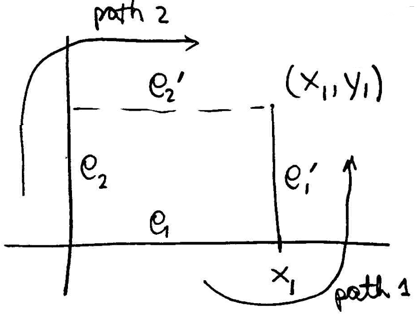 path 2
e₂′
(x₁, y₁)
e₂
e₁′
e₁
x₁
path 1